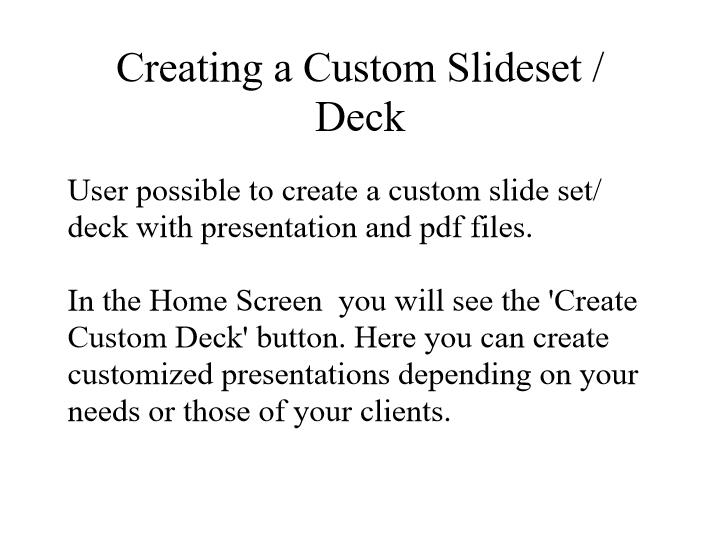 Creating a Custom Slideset /
Deck
User possible to create a custom slide set/
deck with presentation and pdf files.
In the Home Screen  you will see the 'Create
Custom Deck' button. Here you can create
customized presentations depending on your
needs or those of your clients.